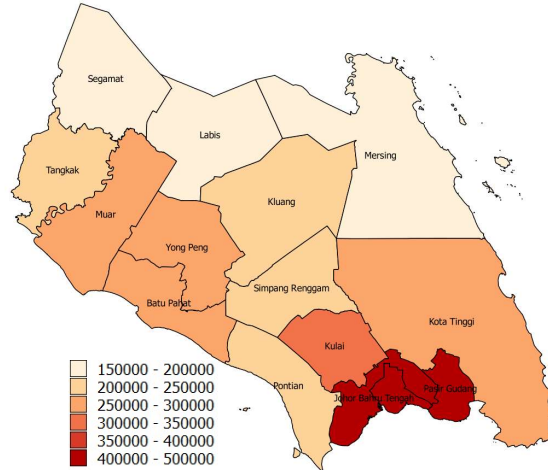 Segamat
Labis
Mersing
Tangkak
Kluang
Muar
Yong Peng
Simpang Renggam
Batu Pahat
Kota Tinggi
Kulai
Pontian
Johor Bahru Tengah
Pasir Gudang
150000 - 200000
200000 - 250000
250000 - 300000
300000 - 350000
350000 - 400000
400000 - 500000